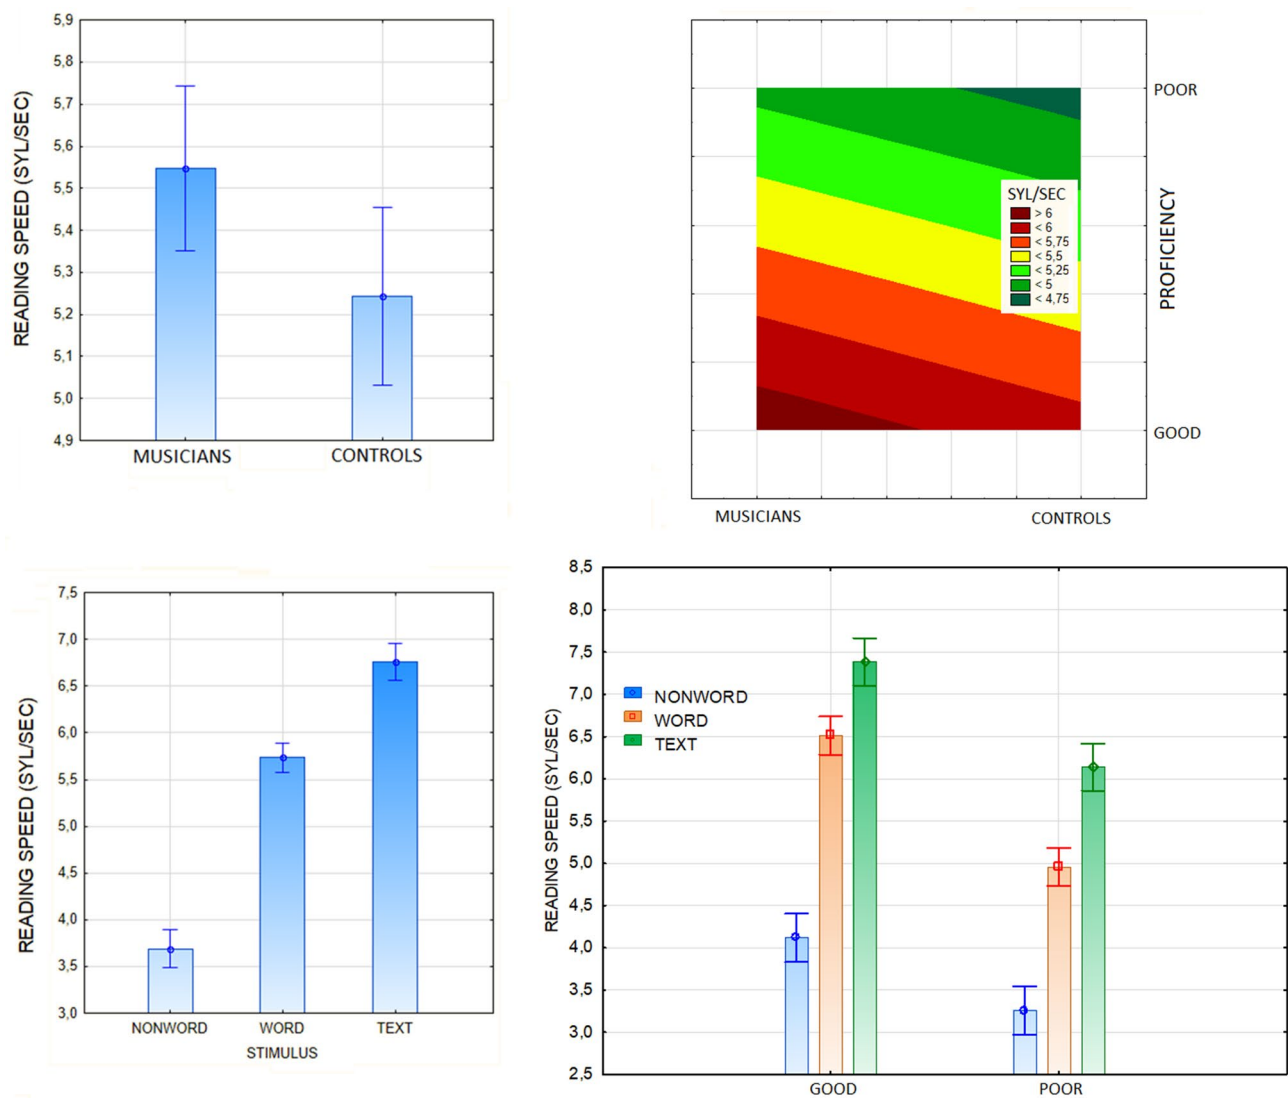 5,9
5,8
5,7
5,6
5,5
5,4
5,3
5,2
5,1
5,0
4,9
READING SPEED (SYL/SEC)
MUSICIANS
CONTROLS
POOR
GOOD
PROFICIENCY
SYL/SEC
> 6
< 6
< 5,75
< 5,5
< 5,25
< 5
< 4,75
MUSICIANS
CONTROLS
7,5
7,0
6,5
6,0
5,5
5,0
4,5
4,0
3,5
3,0
READING SPEED (SYL/SEC)
NONWORD
WORD
TEXT
STIMULUS
8,5
8,0
7,5
7,0
6,5
6,0
5,5
5,0
4,5
4,0
3,5
3,0
2,5
READING SPEED (SYL/SEC)
NONWORD
WORD
TEXT
GOOD
POOR